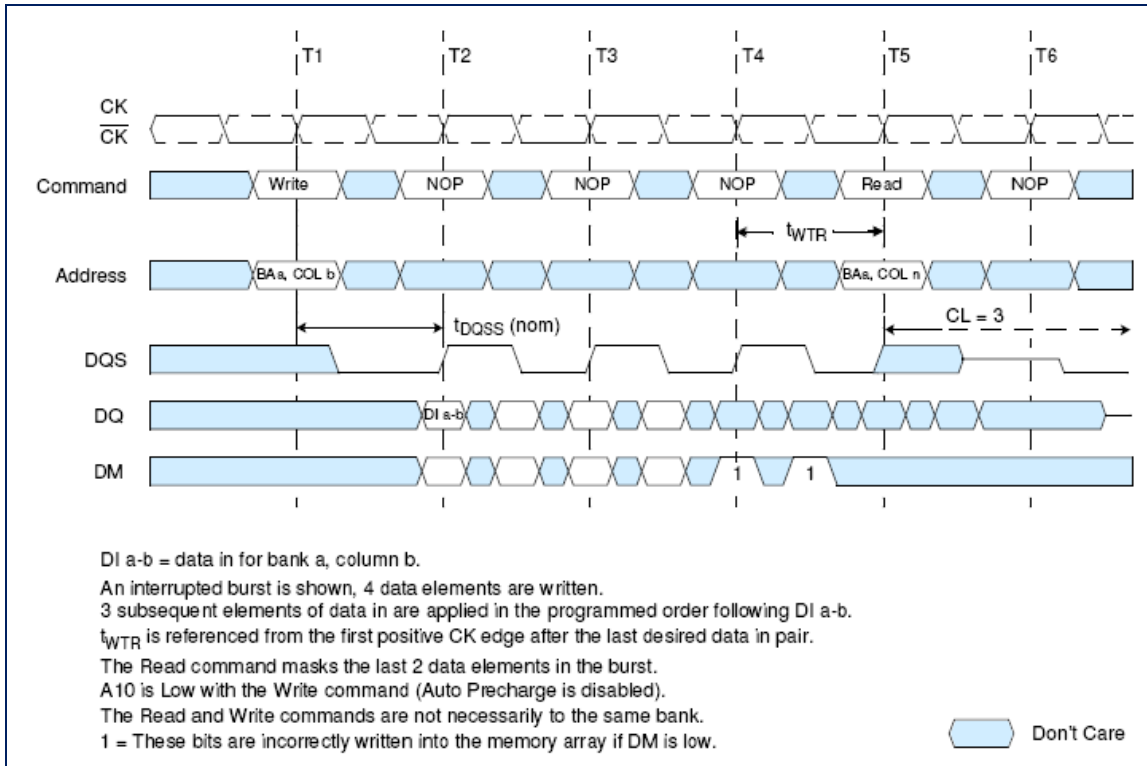 T1 T2 T3 T4 T5 T6
CK
CK
Command Write NOP NOP NOP Read NOP
tWTR
Address BAa, COL b BAa, COL n
tDQSS (nom) CL = 3
DQS
DQ DI a-b
DM 1 1
DI a-b = data in for bank a, column b.
An interrupted burst is shown, 4 data elements are written.
3 subsequent elements of data in are applied in the programmed order following DI a-b.
tWTR is referenced from the first positive CK edge after the last desired data in pair.
The Read command masks the last 2 data elements in the burst.
A10 is Low with the Write command (Auto Precharge is disabled).
The Read and Write commands are not necessarily to the same bank.
1 = These bits are incorrectly written into the memory array if DM is low.
Don't Care